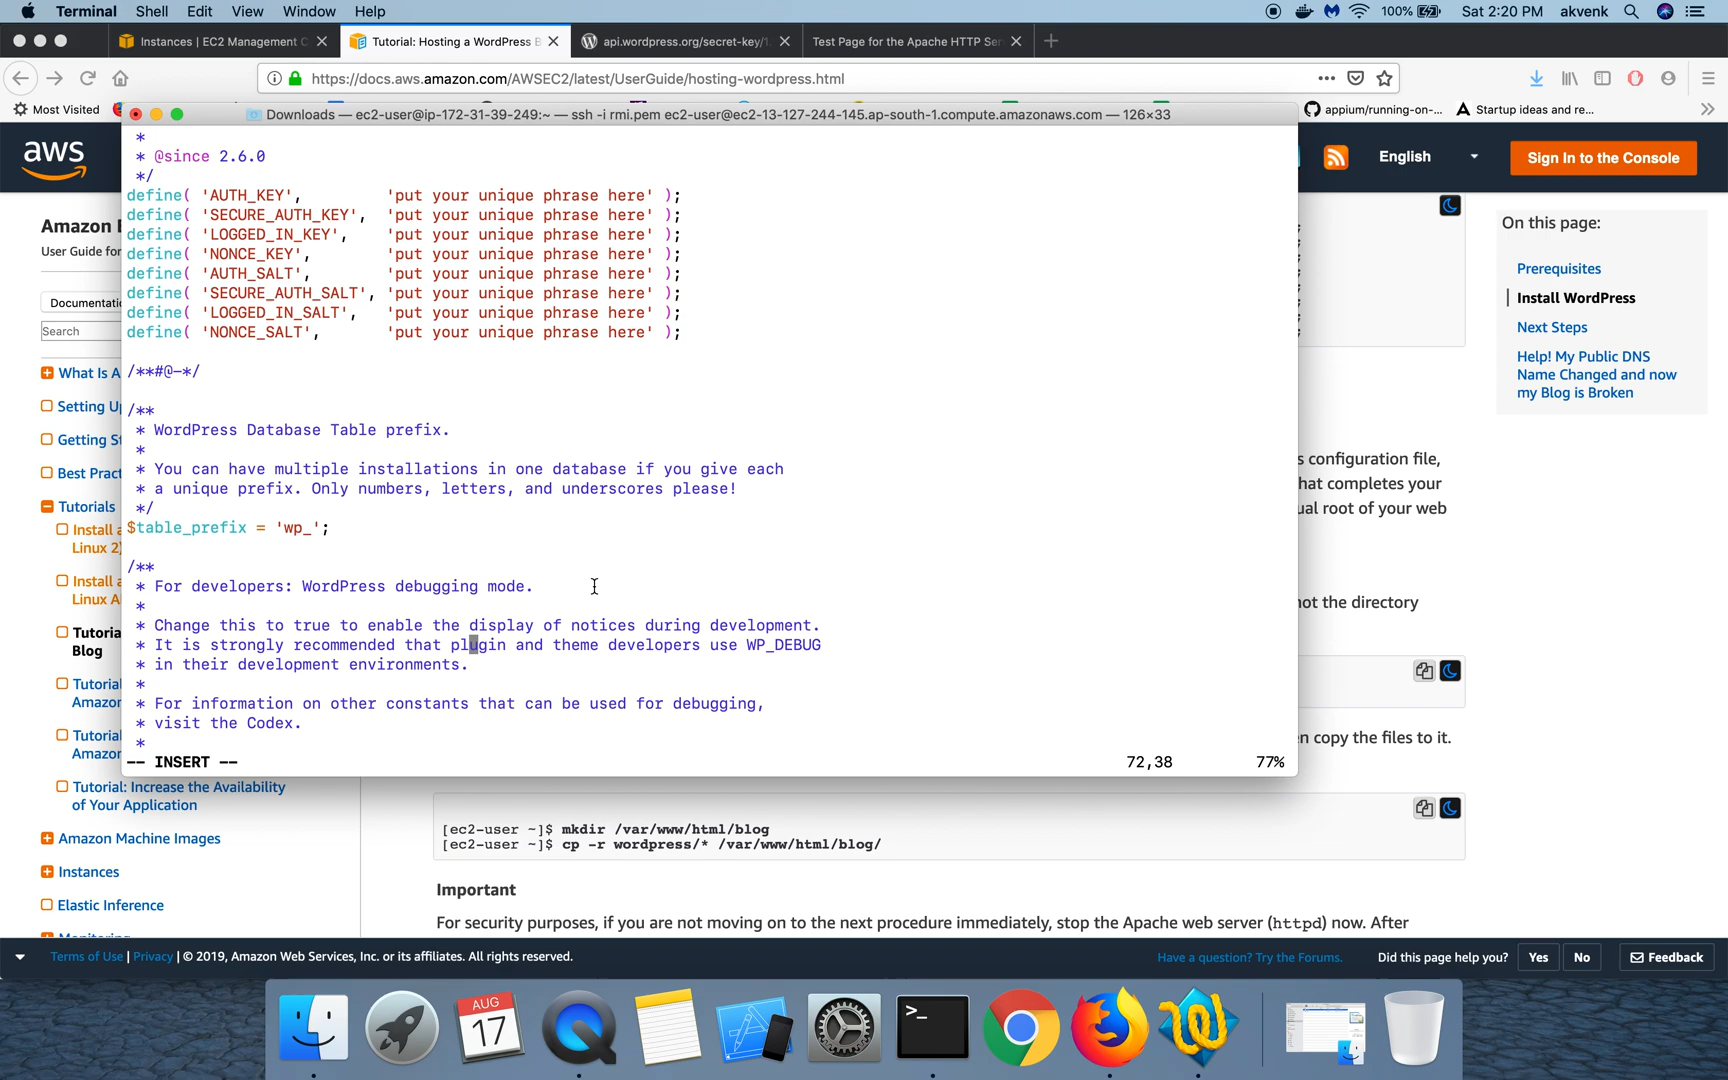 Terminal Shell Edit View Window Help 100% Sat 2:20 PM akvenk
Instances | EC2 Management C
Tutorial: Hosting a WordPress B
api.wordpress.org/secret-key/1.
Test Page for the Apache HTTP Ser
https://docs.aws.amazon.com/AWSEC2/latest/UserGuide/hosting-wordpress.html
Most Visited
appium/running-on-...
Startup ideas and re...
Downloads — ec2-user@ip-172-31-39-249:~ — ssh -i rmi.pem ec2-user@ec2-13-127-244-145.ap-south-1.compute.amazonaws.com — 126×33
aws
English
Sign In to the Console
*
* @since 2.6.0
*/
define( 'AUTH_KEY', 'put your unique phrase here' );
define( 'SECURE_AUTH_KEY', 'put your unique phrase here' );
define( 'LOGGED_IN_KEY', 'put your unique phrase here' );
define( 'NONCE_KEY', 'put your unique phrase here' );
define( 'AUTH_SALT', 'put your unique phrase here' );
define( 'SECURE_AUTH_SALT', 'put your unique phrase here' );
define( 'LOGGED_IN_SALT', 'put your unique phrase here' );
define( 'NONCE_SALT', 'put your unique phrase here' );
/**#@-*/
/**
* WordPress Database Table prefix.
*
* You can have multiple installations in one database if you give each
* a unique prefix. Only numbers, letters, and underscores please!
*/
$table_prefix = 'wp_';
/**
* For developers: WordPress debugging mode.
*
* Change this to true to enable the display of notices during development.
* It is strongly recommended that plugin and theme developers use WP_DEBUG
* in their development environments.
*
* For information on other constants that can be used for debugging,
* visit the Codex.
*
-- INSERT -- 72,38 77%
Amazon E
User Guide for
Documentati
Search
What Is A
Setting Up
Getting St
Best Pract
Tutorials
Install a
Linux 2)
Install a
Linux A
Tutoria
Blog
Tutorial
Amazor
Tutorial
Amazor
Tutorial: Increase the Availability
of Your Application
Amazon Machine Images
Instances
Elastic Inference
Monitoring
On this page:
Prerequisites
Install WordPress
Next Steps
Help! My Public DNS
Name Changed and now
my Blog is Broken
s configuration file,
hat completes your
ual root of your web
not the directory
n copy the files to it.
[ec2-user ~]$ mkdir /var/www/html/blog
[ec2-user ~]$ cp -r wordpress/* /var/www/html/blog/
Important
For security purposes, if you are not moving on to the next procedure immediately, stop the Apache web server (httpd) now. After
Terms of Use | Privacy | © 2019, Amazon Web Services, Inc. or its affiliates. All rights reserved.
Have a question? Try the Forums.
Did this page help you?
Yes
No
Feedback
AUG
17
>_